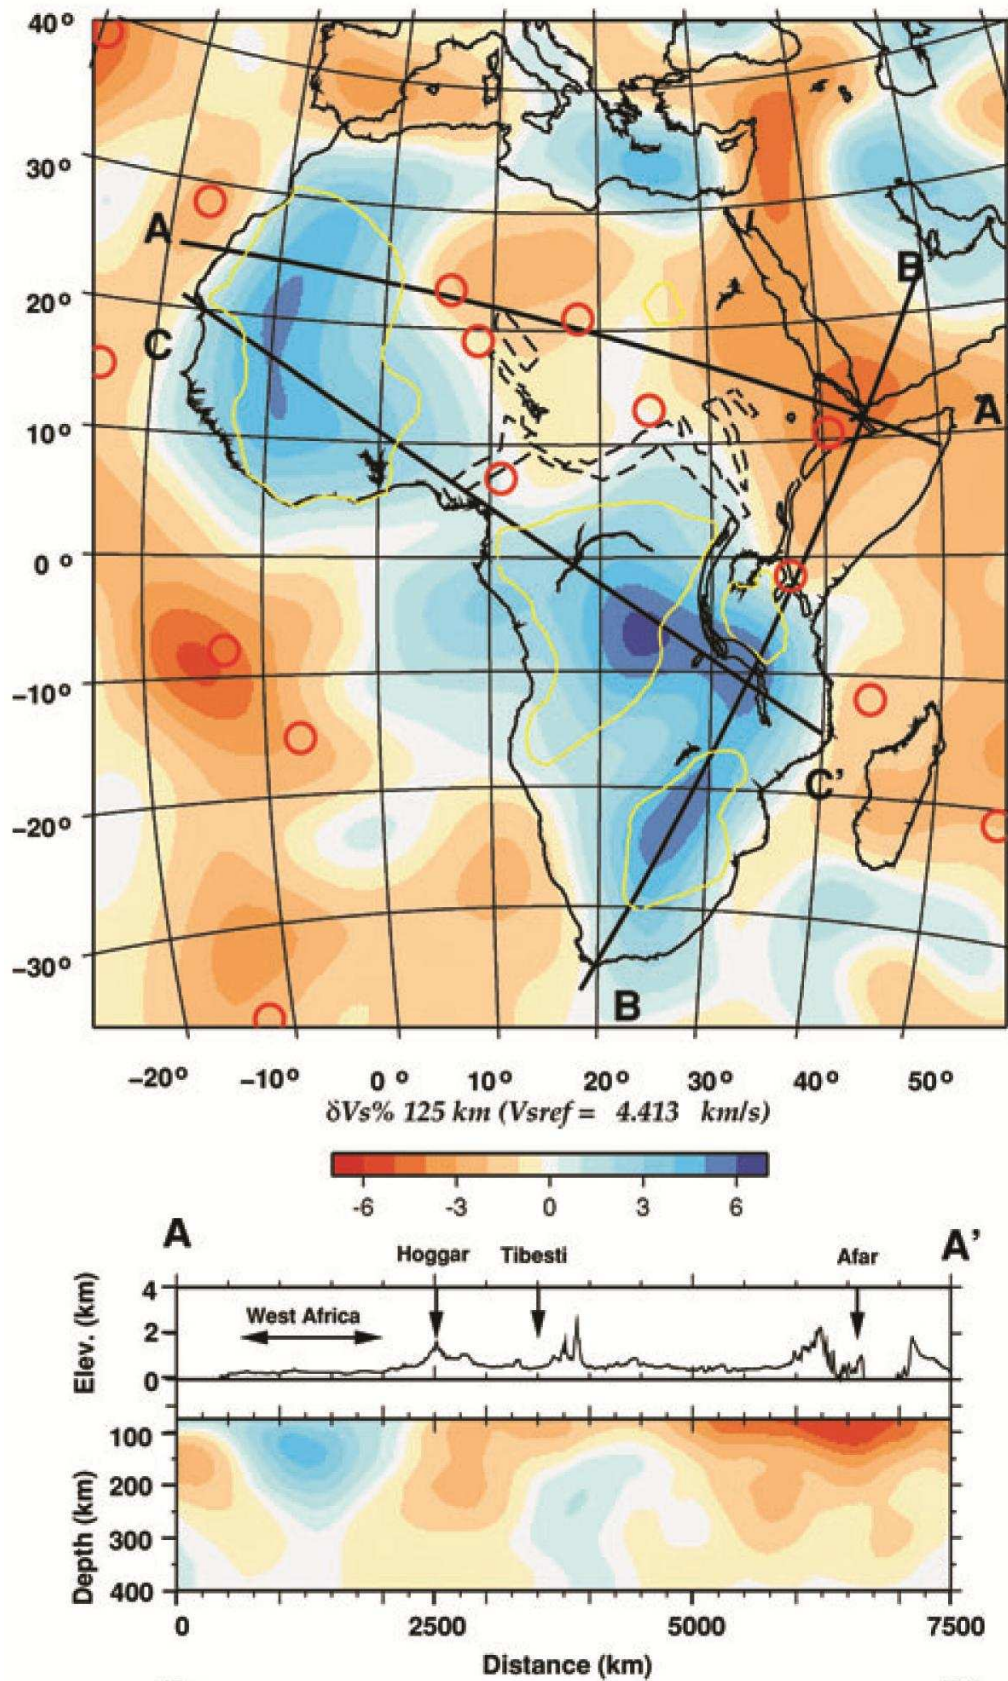 40°
30°
20°
10°
0 °
−10°
−20°
−30°
A
B
C
A
C'
B
−20° −10° 0 ° 10° 20° 30° 40° 50°
δVs% 125 km (Vsref = 4.413 km/s)
-6 -3 0 3 6
A A'
Hoggar Tibesti Afar
West Africa
Elev. (km)
4
2
0
Depth (km)
100
200
300
400
0 2500 5000 7500
Distance (km)